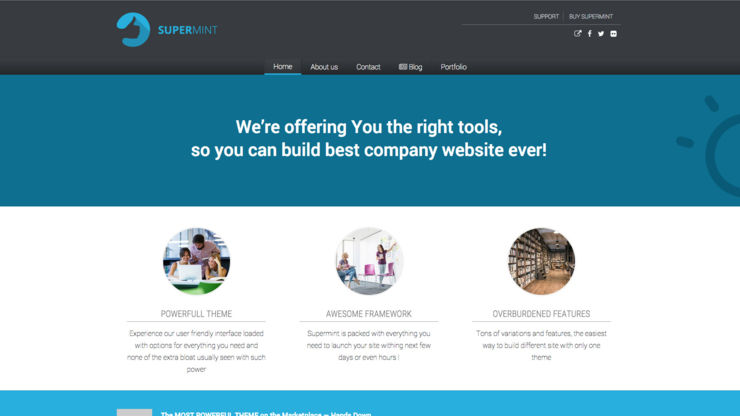 SUPERMINT
SUPPORT
BUY SUPERMINT
Home
About us
Contact
Blog
Portfolio
We're offering You the right tools,
so you can build best company website ever!
POWERFULL THEME
Experience our user friendly interface loaded
with options for everything you need and
none of the extra bloat usually seen with such
power
AWESOME FRAMEWORK
Supermint is packed with everything you
need to launch your site withing next few
days or even hours !
OVERBURDENED FEATURES
Tons of variations and features, the easiest
way to build different site with only one
theme
The MOST POWERFUL THEME on the Marketplace — Hands Down